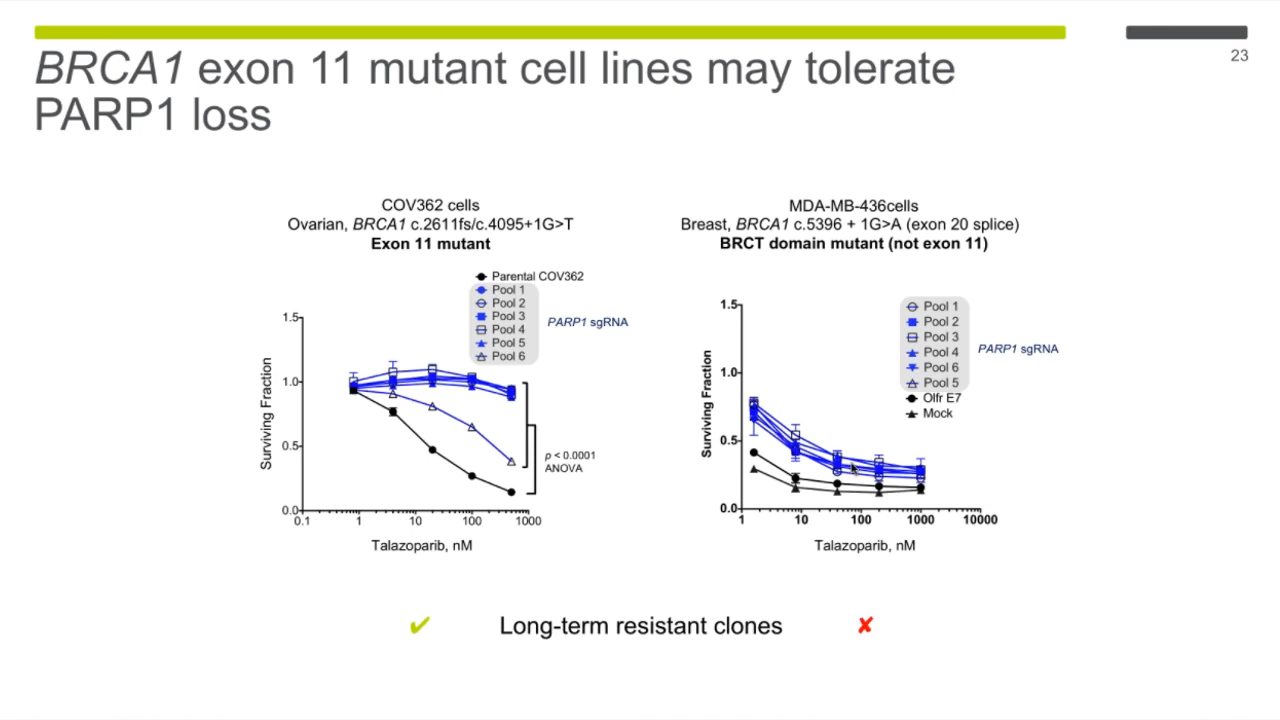 23
BRCA1 exon 11 mutant cell lines may tolerate
PARP1 loss
COV362 cells
Ovarian, BRCA1 c.2611fs/c.4095+1G>T
Exon 11 mutant
Parental COV362
Pool 1
Pool 2
Pool 3
Pool 4
Pool 5
Pool 6
PARP1 sgRNA
Surviving Fraction
1.5
1.0
0.5
0.0
0.1
1
10
100
1000
Talazoparib, nM
p < 0.0001
ANOVA
MDA-MB-436cells
Breast, BRCA1 c.5396 + 1G>A (exon 20 splice)
BRCT domain mutant (not exon 11)
Pool 1
Pool 2
Pool 3
Pool 4
Pool 6
Pool 5
Olfr E7
Mock
PARP1 sgRNA
Surviving Fraction
1.5
1.0
0.5
0.0
1
10
100
1000
10000
Talazoparib, nM
✔ Long-term resistant clones ✘